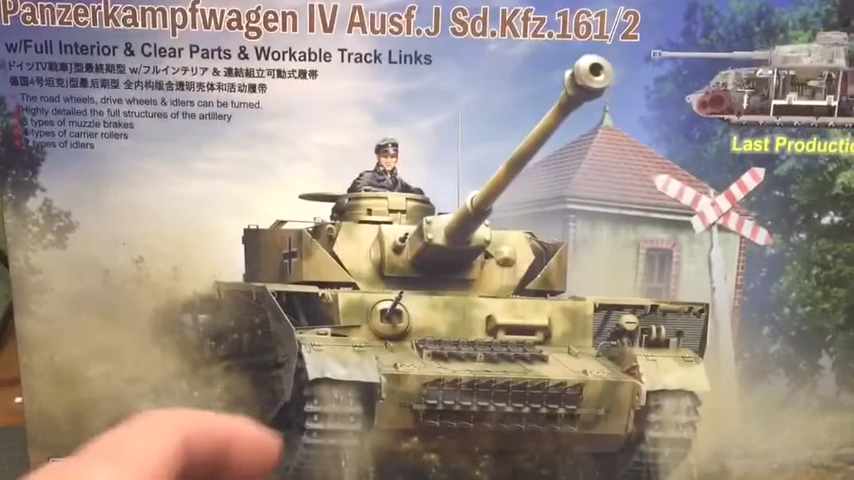 Panzerkampfwagen IV Ausf.J Sd.Kfz.161/2
w/Full Interior & Clear Parts & Workable Track Links
ドイツIV戦車J型最終期型 w/フルインテリア & 連結組立可動式履帯
德国4号坦克J型最后期型 全内构版含透明壳体和活动履带
The road wheels, drive wheels & idlers can be turned.
Highly detailed the full structures of the artillery
types of muzzle brakes
types of carrier rollers
types of idlers
Last Productio